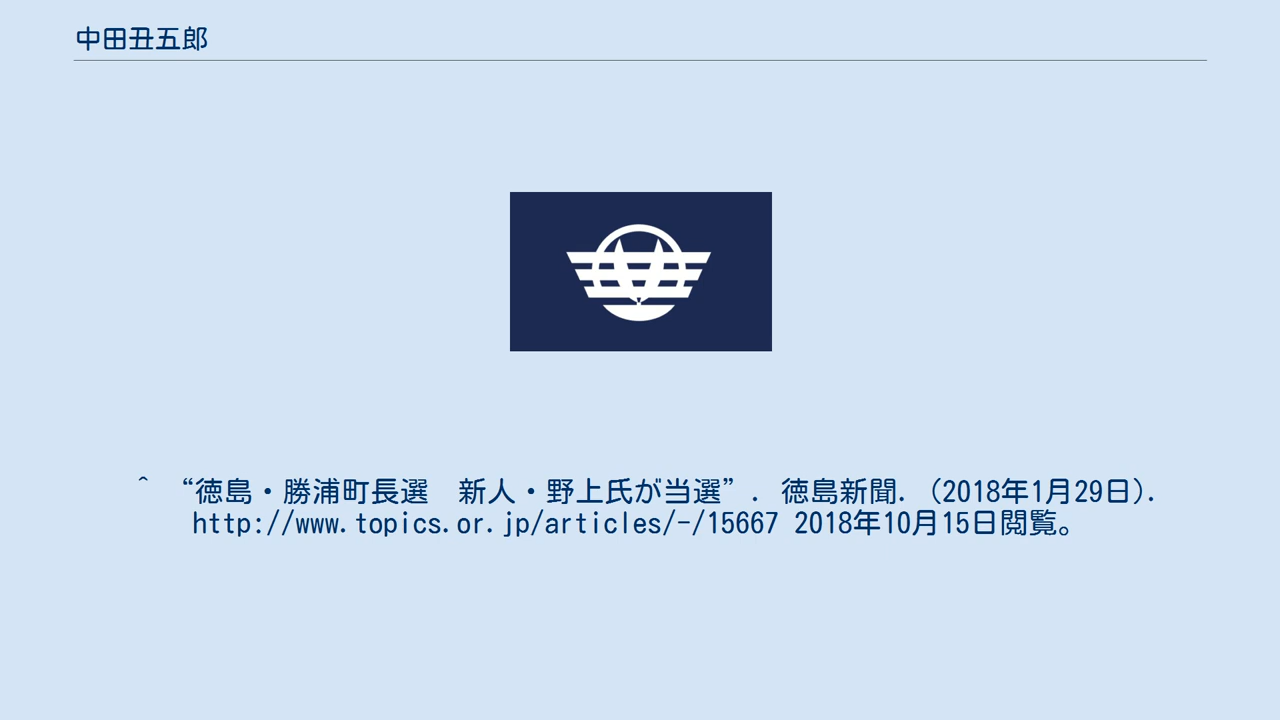 中田丑五郎
^ “徳島・勝浦町長選　新人・野上氏が当選”. 徳島新聞. (2018年1月29日).
http://www.topics.or.jp/articles/-/15667 2018年10月15日閲覧。